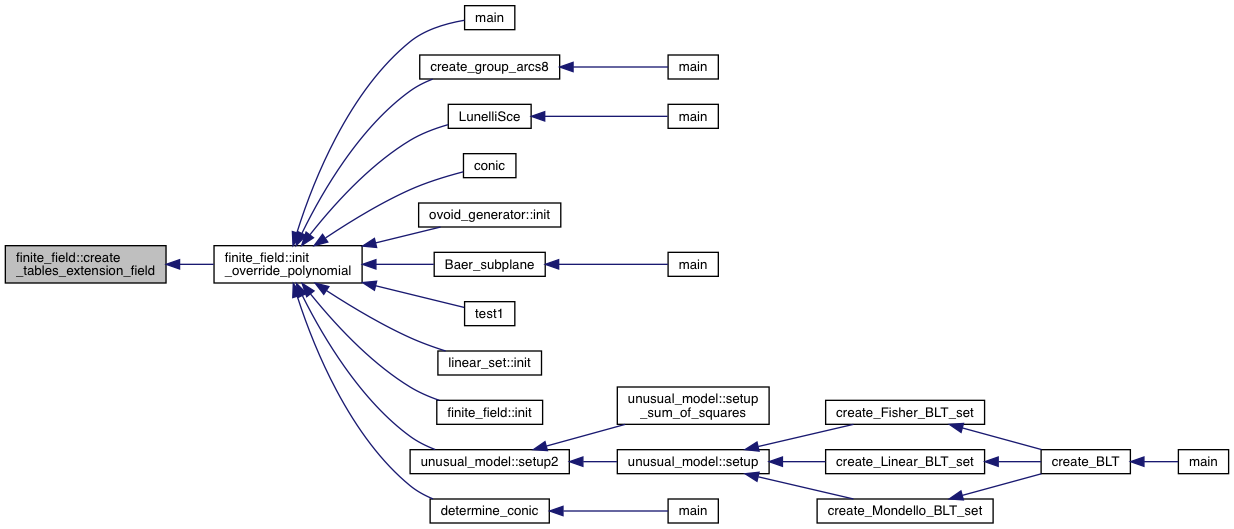 main
create_group_arcs8
main
LunelliSce
main
conic
ovoid_generator::init
finite_field::create
_tables_extension_field
finite_field::init
_override_polynomial
Baer_subplane
main
test1
linear_set::init
finite_field::init
unusual_model::setup
_sum_of_squares
create_Fisher_BLT_set
unusual_model::setup2
unusual_model::setup
create_Linear_BLT_set
create_BLT
main
determine_conic
main
create_Mondello_BLT_set